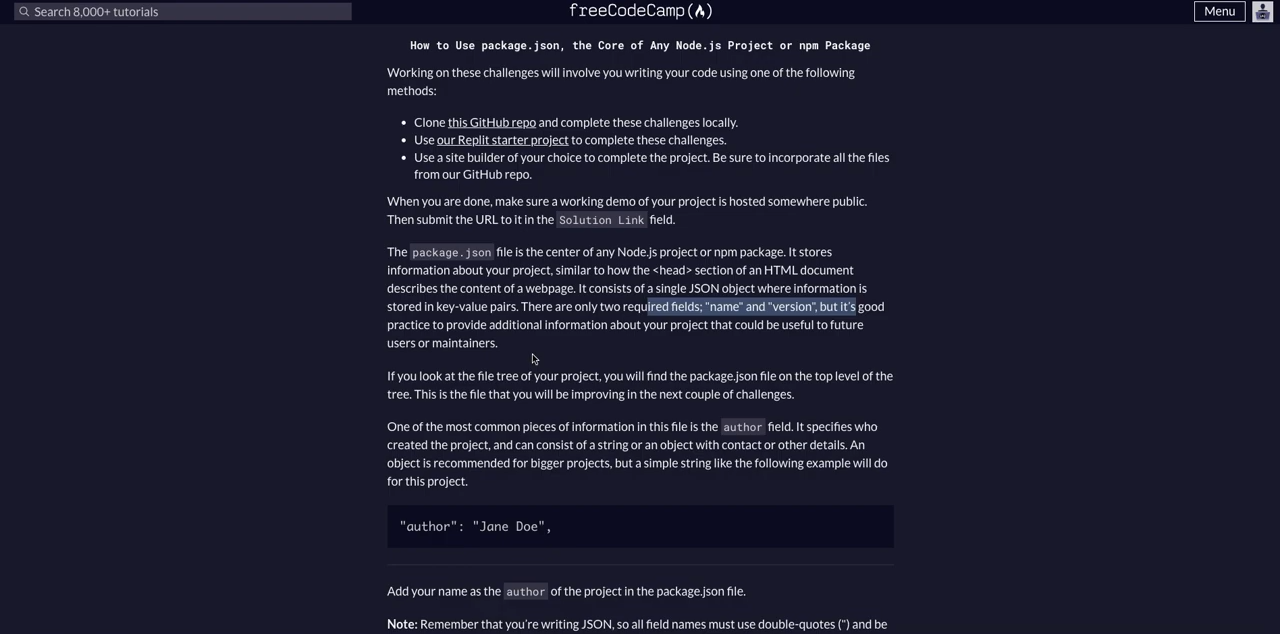 Search 8,000+ tutorials
freeCodeCamp
Menu
How to Use package.json, the Core of Any Node.js Project or npm Package
Working on these challenges will involve you writing your code using one of the following
methods:
• Clone this GitHub repo and complete these challenges locally.
• Use our Replit starter project to complete these challenges.
• Use a site builder of your choice to complete the project. Be sure to incorporate all the files
from our GitHub repo.
When you are done, make sure a working demo of your project is hosted somewhere public.
Then submit the URL to it in the Solution Link field.
The package.json file is the center of any Node.js project or npm package. It stores
information about your project, similar to how the <head> section of an HTML document
describes the content of a webpage. It consists of a single JSON object where information is
stored in key-value pairs. There are only two required fields; "name" and "version", but it's good
practice to provide additional information about your project that could be useful to future
users or maintainers.
If you look at the file tree of your project, you will find the package.json file on the top level of the
tree. This is the file that you will be improving in the next couple of challenges.
One of the most common pieces of information in this file is the author field. It specifies who
created the project, and can consist of a string or an object with contact or other details. An
object is recommended for bigger projects, but a simple string like the following example will do
for this project.
"author": "Jane Doe",
Add your name as the author of the project in the package.json file.
Note: Remember that you're writing JSON, so all field names must use double-quotes (") and be